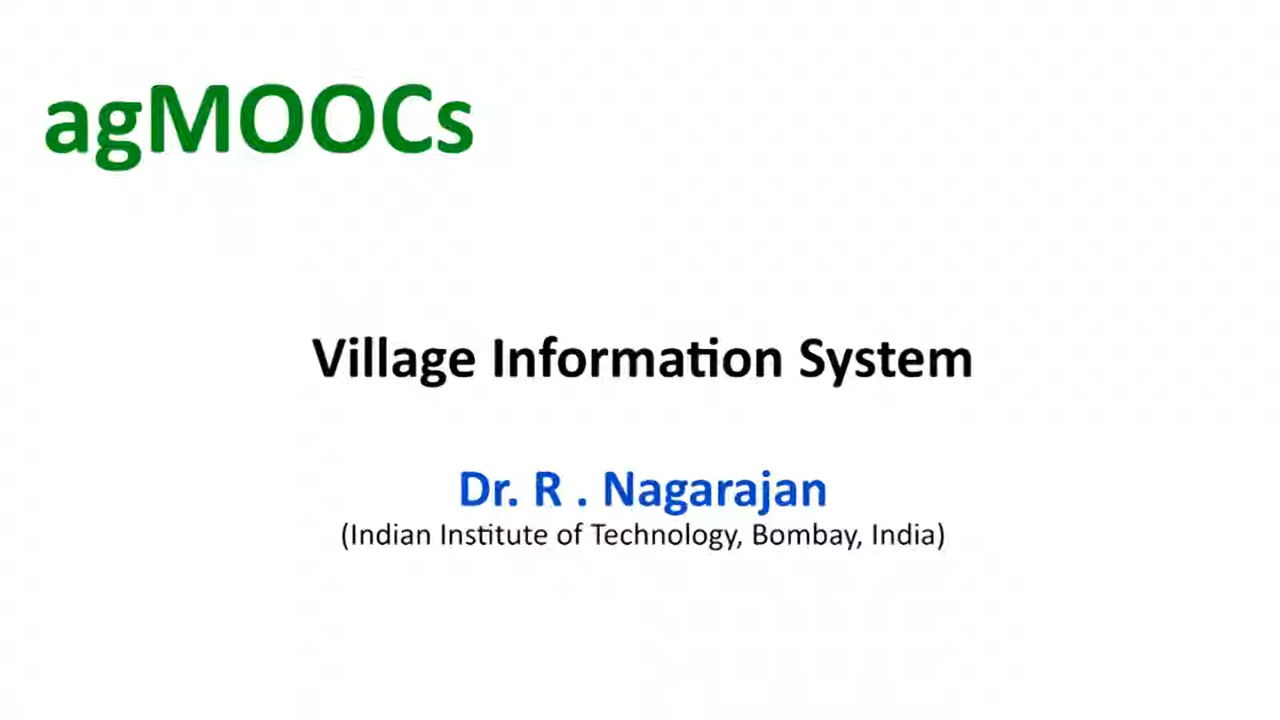 agMOOCs
Village Information System
Dr. R . Nagarajan
(Indian Institute of Technology, Bombay, India)